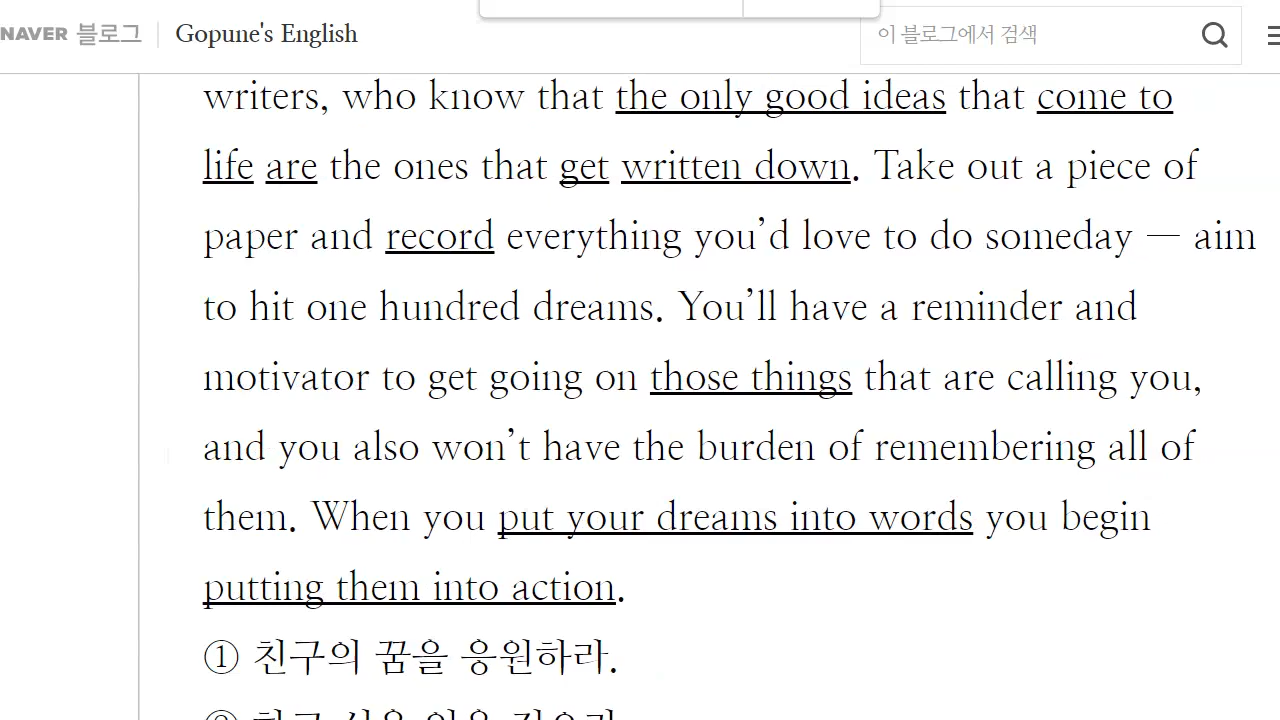 NAVER 블로그 Gopune's English 이 블로그에서 검색
writers, who know that the only good ideas that come to
life are the ones that get written down. Take out a piece of
paper and record everything you’d love to do someday — aim
to hit one hundred dreams. You’ll have a reminder and
motivator to get going on those things that are calling you,
and you also won’t have the burden of remembering all of
them. When you put your dreams into words you begin
putting them into action.
① 친구의 꿈을 응원하라.